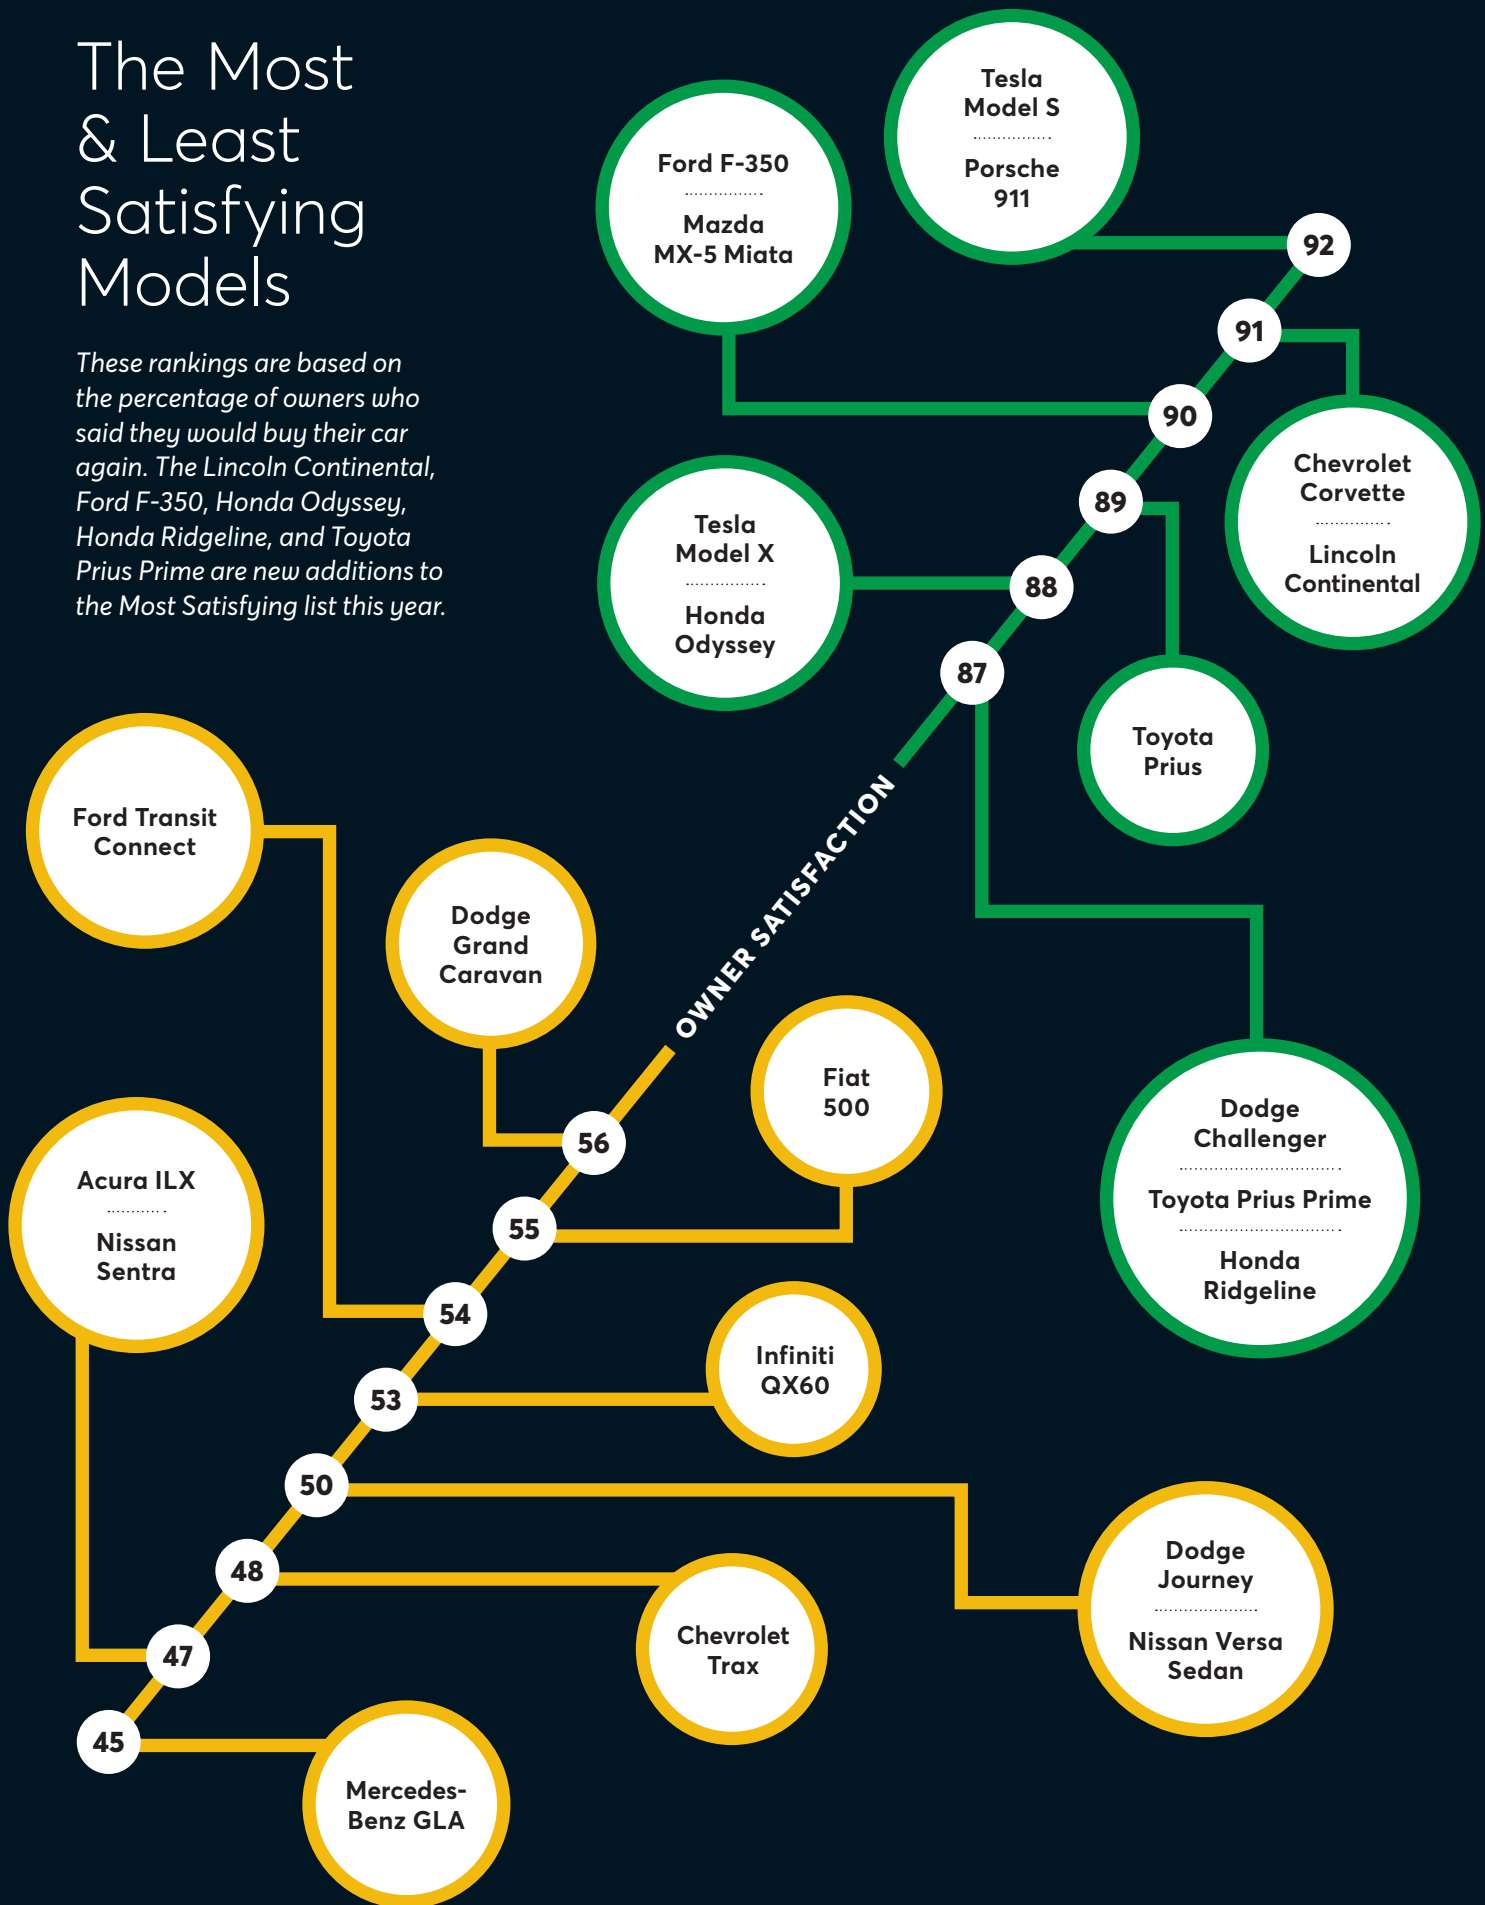 The Most
& Least
Satisfying
Models
These rankings are based on
the percentage of owners who
said they would buy their car
again. The Lincoln Continental,
Ford F-350, Honda Odyssey,
Honda Ridgeline, and Toyota
Prius Prime are new additions to
the Most Satisfying list this year.
Tesla
Model S
Porsche
911
92
Ford F-350
Mazda
MX-5 Miata
91
90
Chevrolet
Corvette
Lincoln
Continental
89
Tesla
Model X
Honda
Odyssey
88
87
Toyota
Prius
OWNER SATISFACTION
Ford Transit
Connect
Dodge
Grand
Caravan
Fiat
500
Dodge
Challenger
Toyota Prius Prime
Honda
Ridgeline
56
Acura ILX
Nissan
Sentra
55
54
Infiniti
QX60
53
50
Dodge
Journey
Nissan Versa
Sedan
48
Chevrolet
Trax
47
45
Mercedes-
Benz GLA